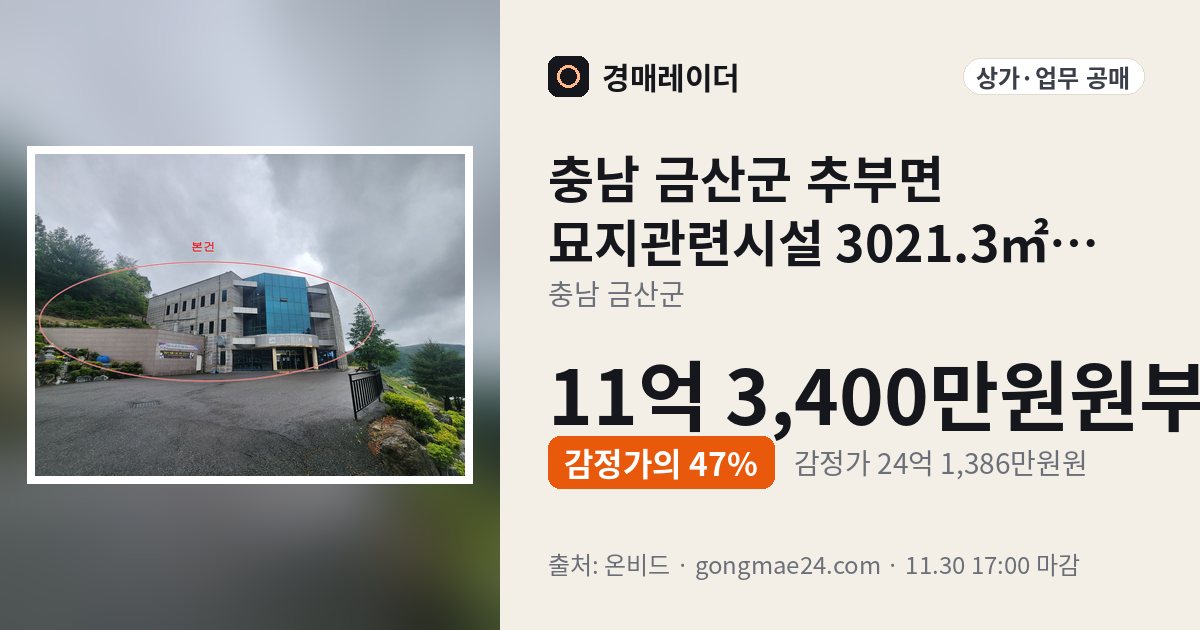 경매레이더
상가·업무 공매
충남 금산군 추부면
묘지관련시설 3021.3㎡…
충남 금산군
11억 3,400만원원부
감정가의 47%
감정가 24억 1,386만원원
출처: 온비드 · gongmae24.com · 11.30 17:00 마감
본건